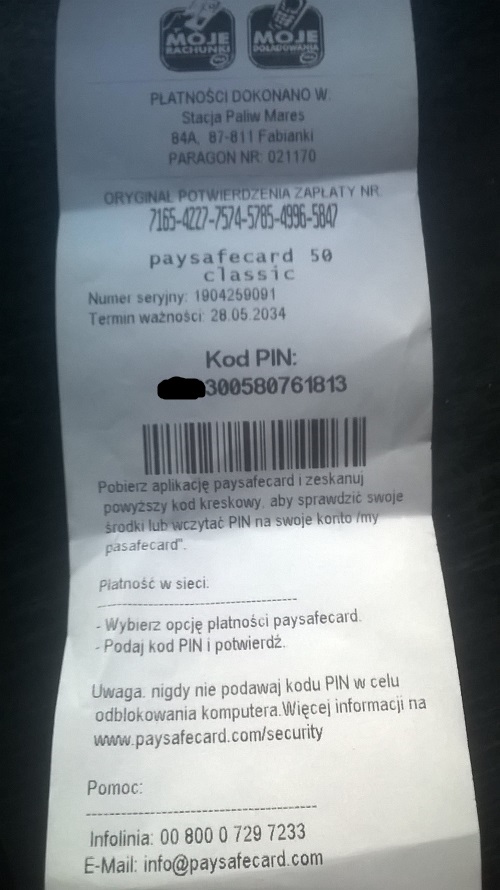 MOJE RACHUNKI
MOJE DOŁADOWANIA
PŁATNOŚCI DOKONANO W:
Stacja Paliw Mares
84A, 87-811 Fabianki
PARAGON NR: 021170
ORYGINAŁ POTWIERDZENIA ZAPŁATY NR.
7165-4227-7574-5785-4996-5847
paysafecard 50
classic
Numer seryjny: 1904259091
Termin ważności: 28.05.2034
Kod PIN:
300580761813
Pobierz aplikację paysafecard i zeskanuj
powyższy kod kreskowy, aby sprawdzić swoje
środki lub wczytać PIN na swoje konto /my
pasafecard".
Płatność w sieci.
- Wybierz opcję płatności paysafecard.
- Podaj kod PIN i potwierdź.
Uwaga. nigdy nie podawaj kodu PIN w celu
odblokowania komputera.Więcej informacji na
www.paysafecard.com/security
Pomoc:
Infolinia: 00 800 0 729 7233
E-Mail: info@paysafecard.com